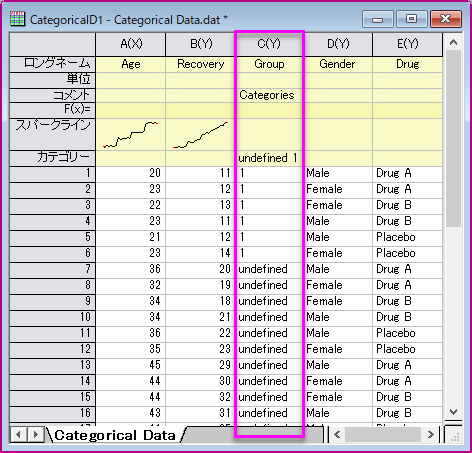 CategoricalD1 - Categorical Data.dat *
A(X) B(Y) C(Y) D(Y) E(Y)
ロングネーム Age Recovery Group Gender Drug
単位
コメント Categories
F(x)=
スパークライン
カテゴリー undefined 1
1 20 11 1 Male Drug A
2 23 12 1 Female Drug A
3 22 13 1 Female Drug B
4 23 11 1 Male Drug B
5 21 12 1 Male Placebo
6 23 14 1 Female Placebo
7 36 20 undefined Male Drug A
8 32 19 undefined Female Drug A
9 34 18 undefined Female Drug B
10 34 21 undefined Male Drug B
11 36 22 undefined Male Placebo
12 35 23 undefined Female Placebo
13 45 29 undefined Male Drug A
14 44 30 undefined Female Drug A
15 44 32 undefined Female Drug B
16 43 31 undefined Male Drug B
Categorical Data